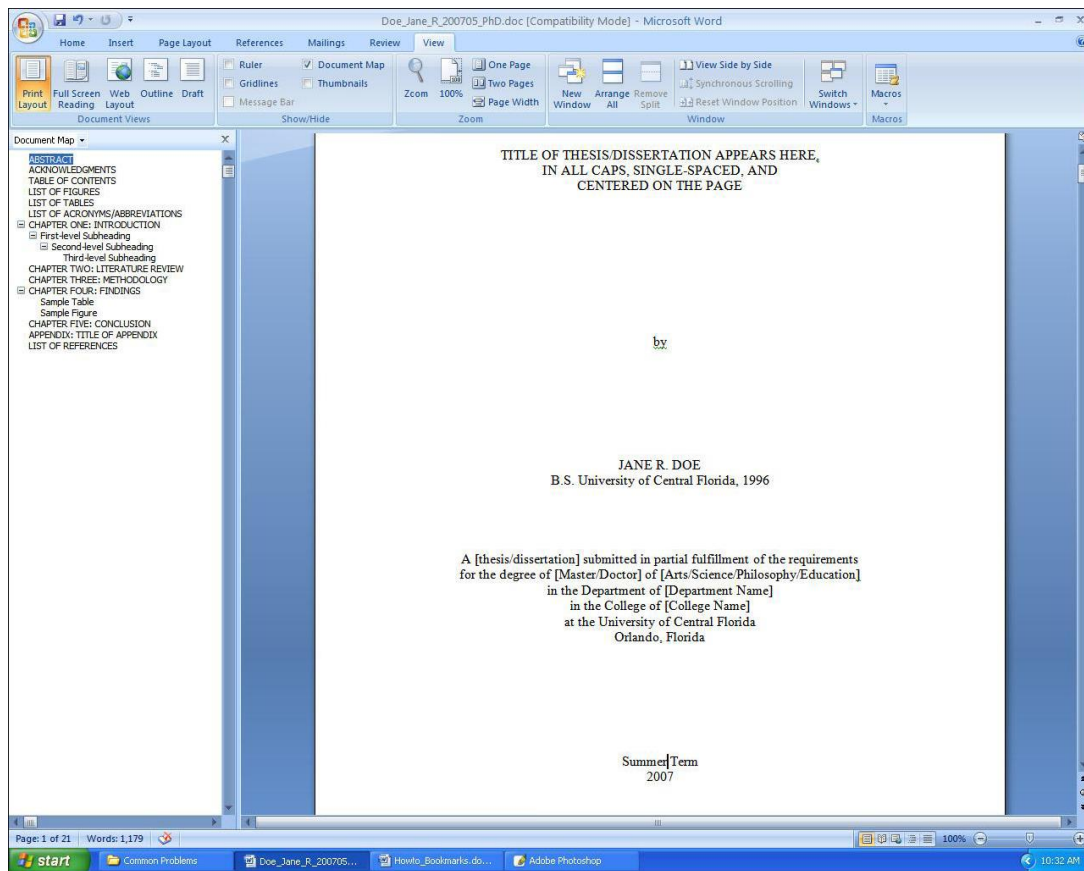 Doe_Jane_R_200705_PhD.doc [Compatibility Mode] - Microsoft Word
Home Insert Page Layout References Mailings Review View
Print Layout
Full Screen Reading
Web Layout
Outline
Draft
Document Views
Ruler
Gridlines
Message Bar
Document Map
Thumbnails
Show/Hide
Zoom
100%
One Page
Two Pages
Page Width
Zoom
New Window
Arrange All
Remove Split
View Side by Side
Synchronous Scrolling
Reset Window Position
Switch Windows
Window
Macros
Macros
Document Map
ABSTRACT
ACKNOWLEDGMENTS
TABLE OF CONTENTS
LIST OF FIGURES
LIST OF TABLES
LIST OF ACRONYMS/ABBREVIATIONS
CHAPTER ONE: INTRODUCTION
First-level Subheading
Second-level Subheading
Third-level Subheading
CHAPTER TWO: LITERATURE REVIEW
CHAPTER THREE: METHODOLOGY
CHAPTER FOUR: FINDINGS
Sample Table
Sample Figure
CHAPTER FIVE: CONCLUSION
APPENDIX: TITLE OF APPENDIX
LIST OF REFERENCES
TITLE OF THESIS/DISSERTATION APPEARS HERE,
IN ALL CAPS, SINGLE-SPACED, AND
CENTERED ON THE PAGE
by
JANE R. DOE
B.S. University of Central Florida, 1996
A [thesis/dissertation] submitted in partial fulfillment of the requirements
for the degree of [Master/Doctor] of [Arts/Science/Philosophy/Education]
in the Department of [Department Name]
in the College of [College Name]
at the University of Central Florida
Orlando, Florida
Summer Term
2007
Page: 1 of 21 Words: 1,179 100%
start Common Problems Doe_Jane_R_200705... Howto_Bookmarks.do... Adobe Photoshop 10:32 AM